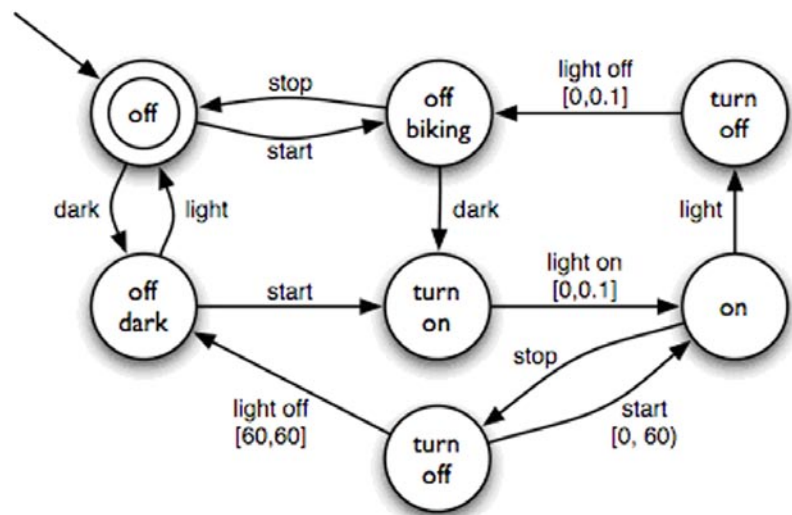 stop
light off
[0,0.1]
off
off
biking
turn
off
start
dark
light
dark
light
off
dark
start
turn
on
light on
[0,0.1]
on
stop
light off
[60,60]
turn
off
start
[0, 60)